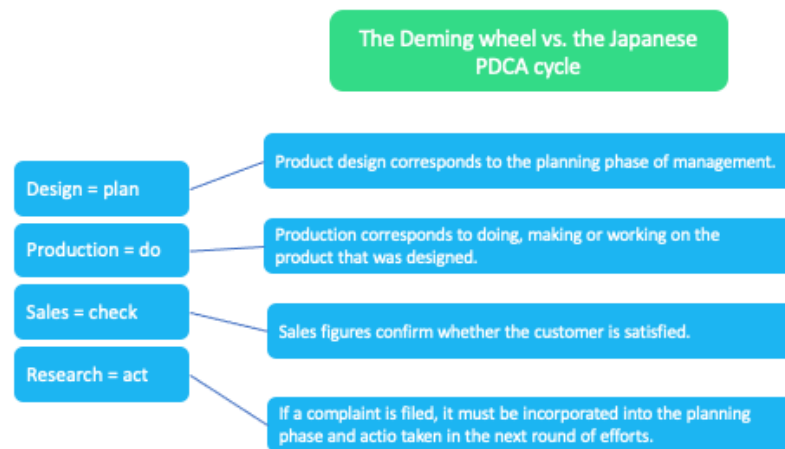 The Deming wheel vs. the Japanese
PDCA cycle
Design = plan
Product design corresponds to the planning phase of management.
Production = do
Production corresponds to doing, making or working on the
product that was designed.
Sales = check
Sales figures confirm whether the customer is satisfied.
Research = act
If a complaint is filed, it must be incorporated into the planning
phase and actio taken in the next round of efforts.